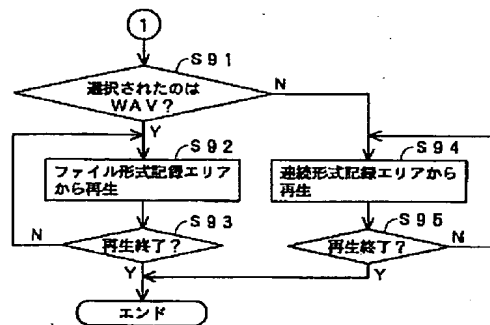 1
S91
選択されたのは
WAV?
N
Y
S92
ファイル形式記録エリア
から再生
S94
連続形式記録エリアから
再生
S93
再生終了?
N
Y
S95
再生終了?
N
Y
エンド